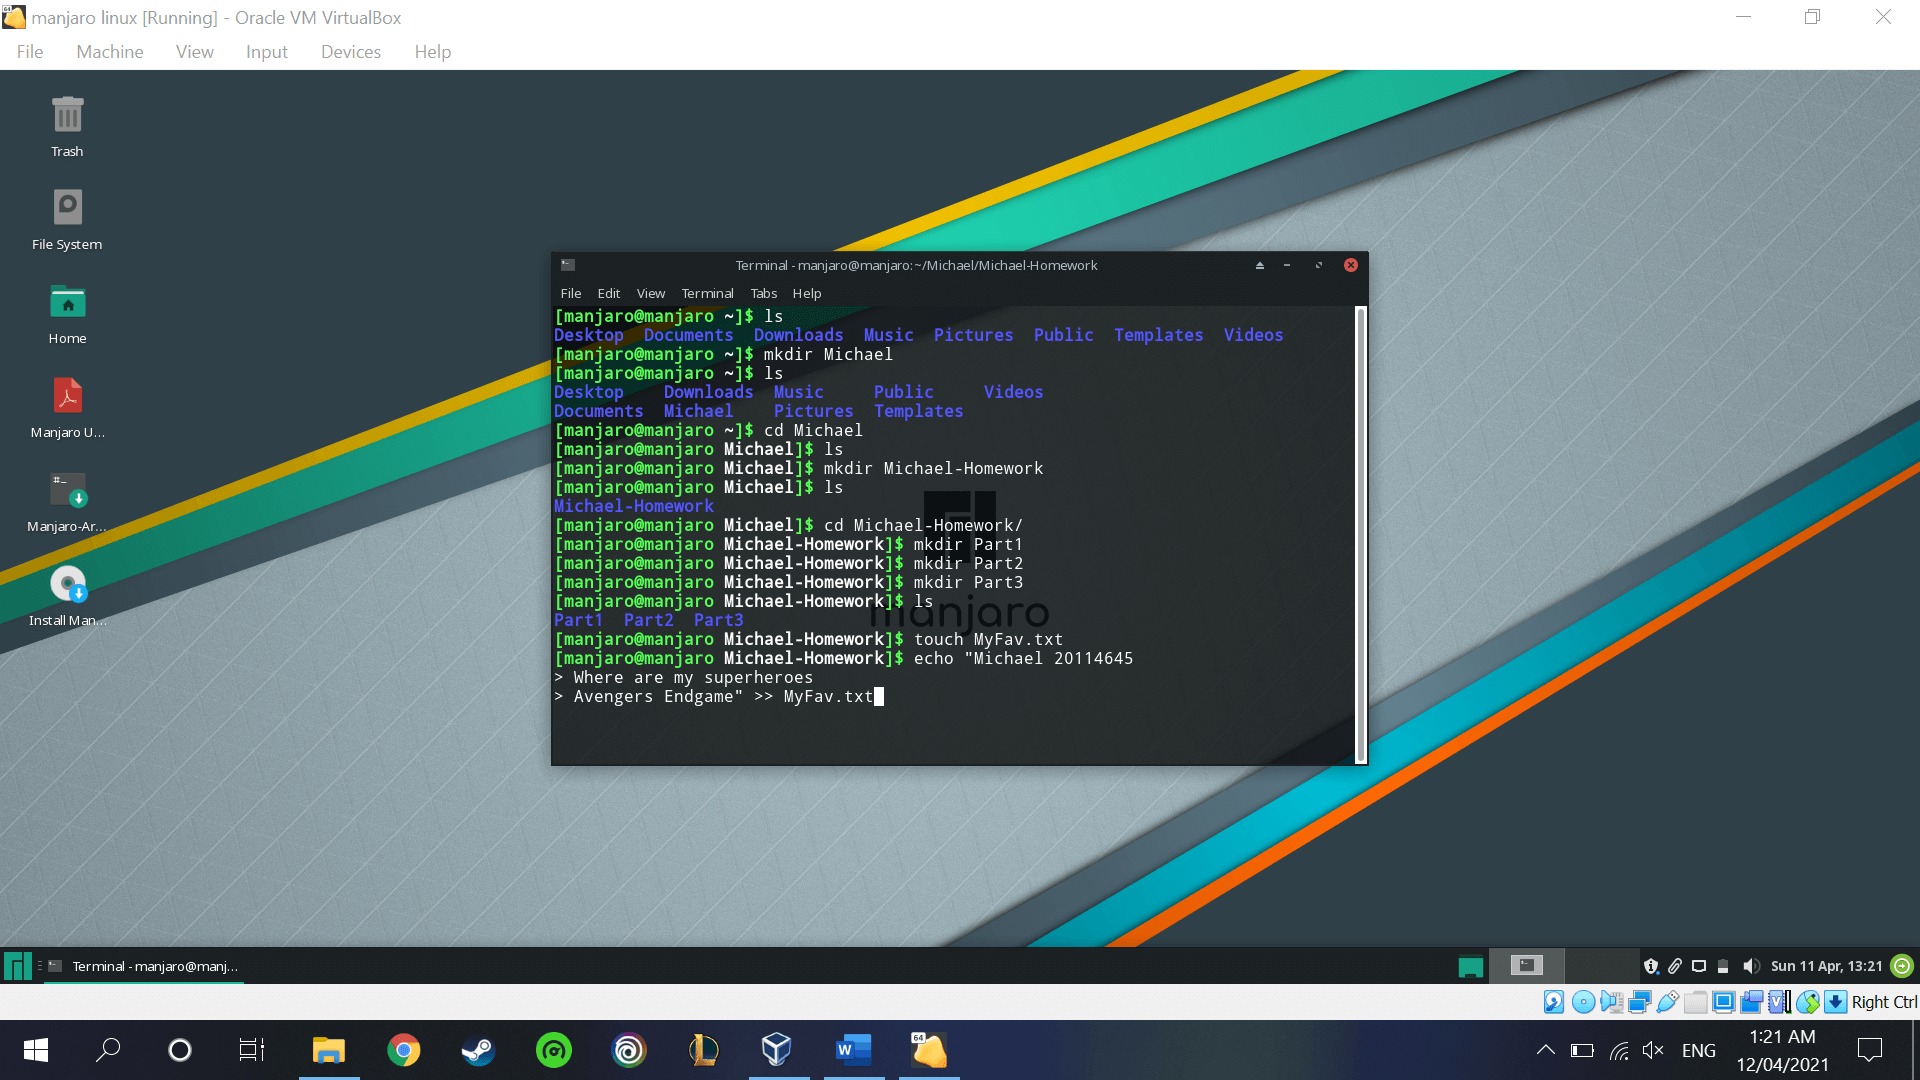 manjaro linux [Running] - Oracle VM VirtualBox
File Machine View Input Devices Help
Trash
File System
Home
Manjaro U...
Manjaro-Ar...
Install Man...
Terminal - manjaro@manjaro:~/Michael/Michael-Homework
File Edit View Terminal Tabs Help
[manjaro@manjaro ~]$ ls
Desktop Documents Downloads Music Pictures Public Templates Videos
[manjaro@manjaro ~]$ mkdir Michael
[manjaro@manjaro ~]$ ls
Desktop Downloads Music Public Videos
Documents Michael Pictures Templates
[manjaro@manjaro ~]$ cd Michael
[manjaro@manjaro Michael]$ ls
[manjaro@manjaro Michael]$ mkdir Michael-Homework
[manjaro@manjaro Michael]$ ls
Michael-Homework
[manjaro@manjaro Michael]$ cd Michael-Homework/
[manjaro@manjaro Michael-Homework]$ mkdir Part1
[manjaro@manjaro Michael-Homework]$ mkdir Part2
[manjaro@manjaro Michael-Homework]$ mkdir Part3
[manjaro@manjaro Michael-Homework]$ ls
manjaro
Part1 Part2 Part3
[manjaro@manjaro Michael-Homework]$ touch MyFav.txt
[manjaro@manjaro Michael-Homework]$ echo "Michael 20114645
> Where are my superheroes
> Avengers Endgame" >> MyFav.txt
Terminal - manjaro@manj...
Sun 11 Apr, 13:21
Right Ctrl
64
ENG
1:21 AM
12/04/2021